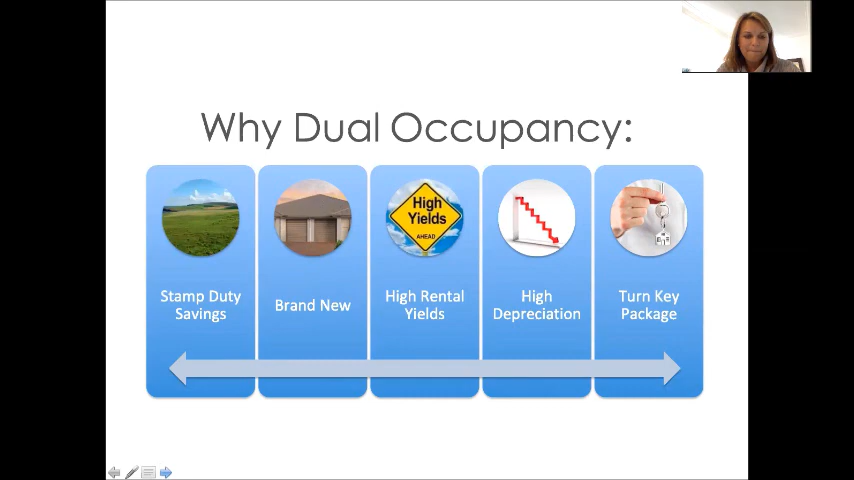 Why Dual Occupancy:
High
Yields
AHEAD
Stamp Duty
Savings
Brand New
High Rental
Yields
High
Depreciation
Turn Key
Package